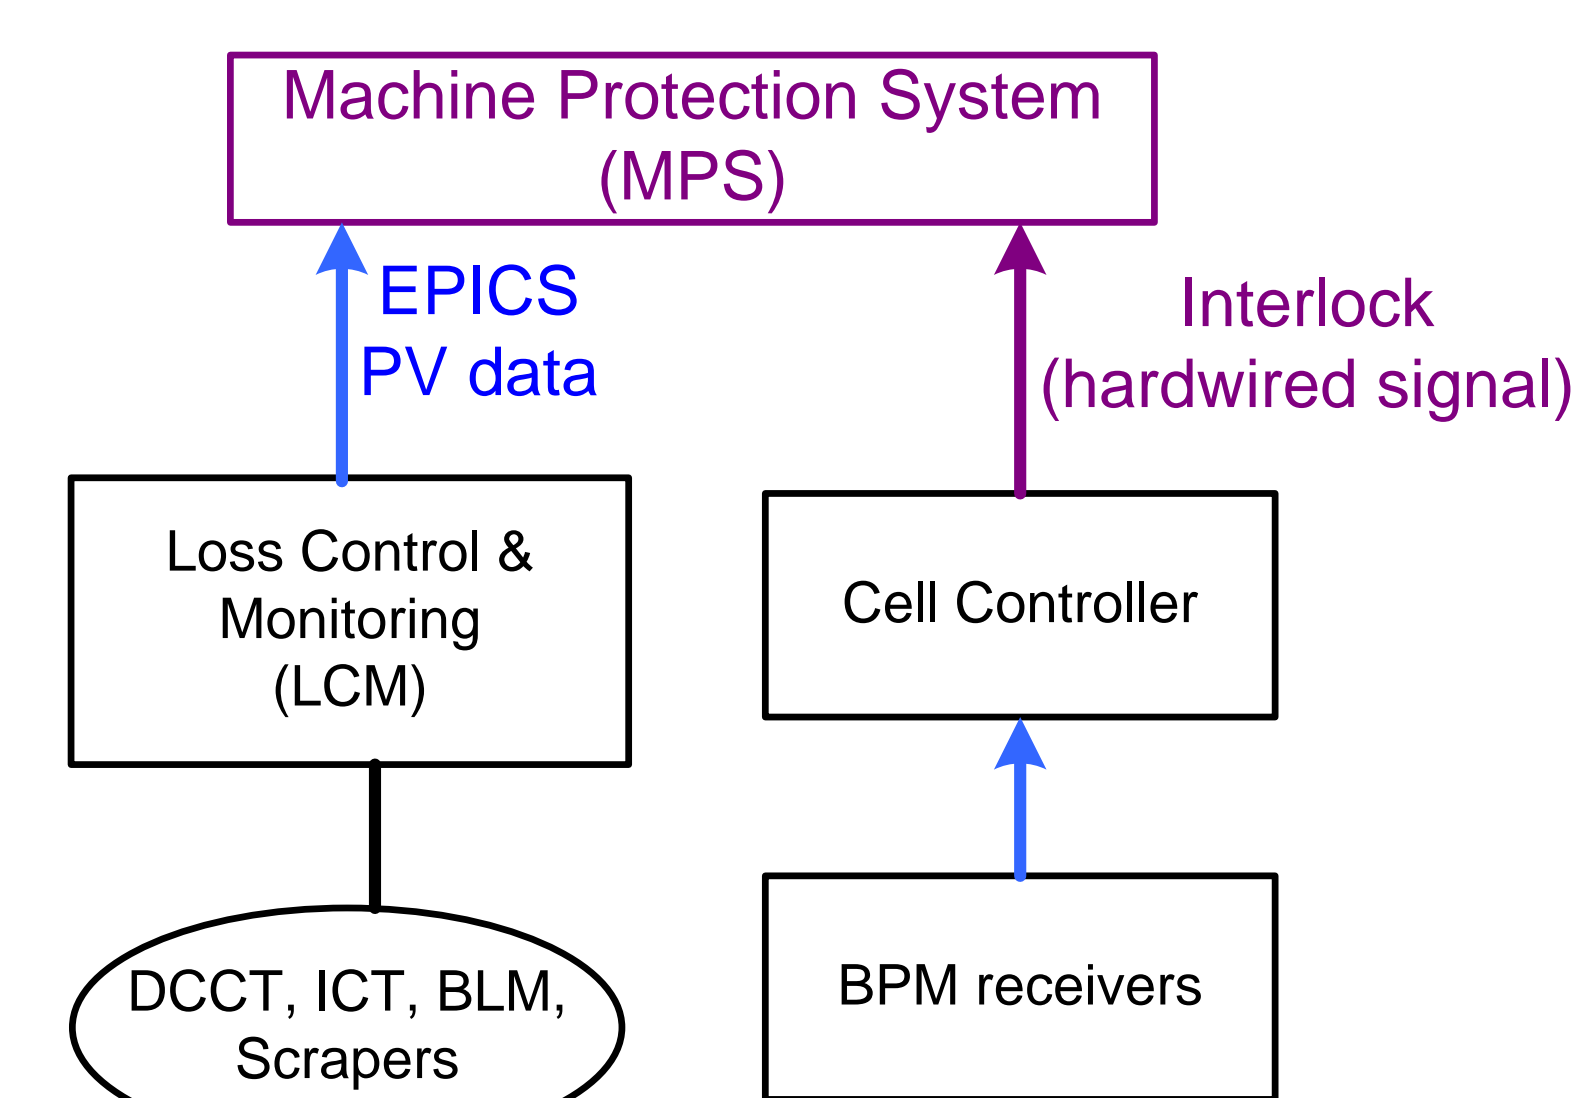 Machine Protection System
(MPS)
EPICS
PV data
Interlock
(hardwired signal)
Loss Control &
Monitoring
(LCM)
Cell Controller
DCCT, ICT, BLM,
Scrapers
BPM receivers